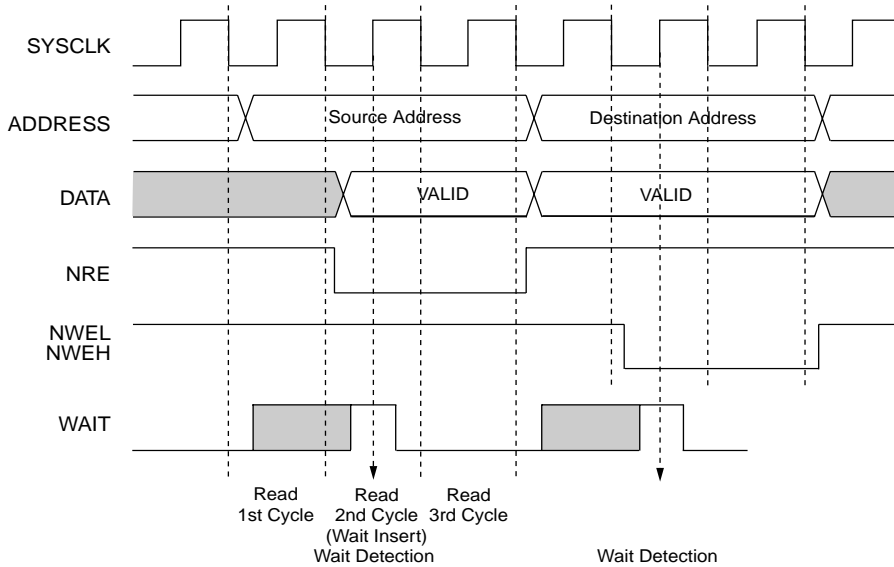 SYSCLK
ADDRESS
Source Address
Destination Address
DATA
VALID
VALID
NRE
NWEL
NWEH
WAIT
Read
1st Cycle
Read
2nd Cycle
(Wait Insert)
Wait Detection
Read
3rd Cycle
Wait Detection